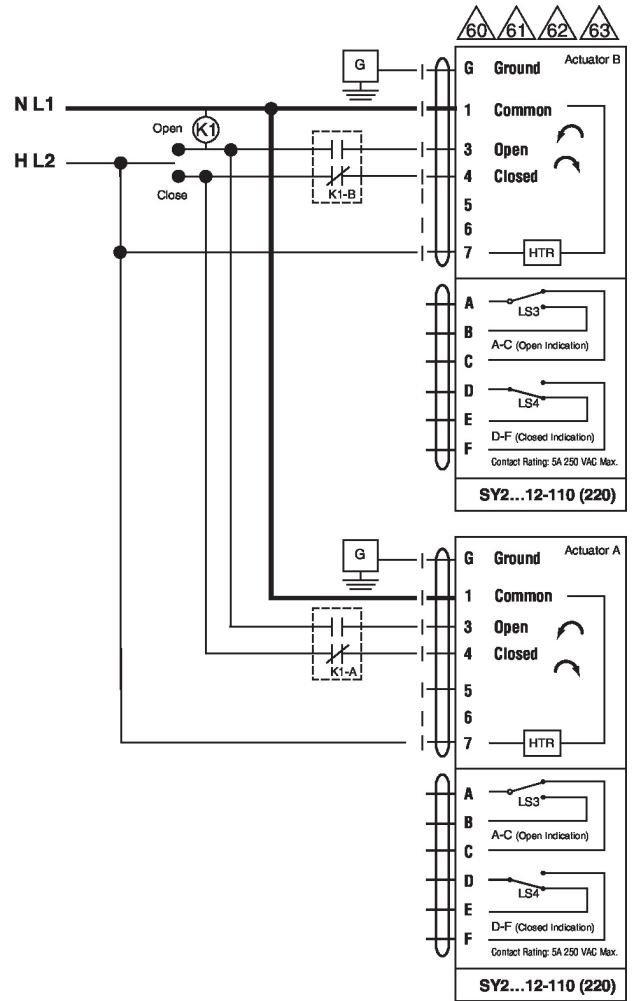 60 61 62 63
G
G Ground Actuator B
N L1
1 Common
Open K1
3 Open
H L2
4 Closed
Close
K1-B
5
6
7 HTR
A
LS3
B
A-C (Open Indication)
C
D
LS4
E
D-F (Closed Indication)
F
Contact Rating: 5A 250 VAC Max.
SY2...12-110 (220)
G
G Ground Actuator A
1 Common
3 Open
4 Closed
K1-A
5
6
7 HTR
A
LS3
B
A-C (Open Indication)
C
D
LS4
E
D-F (Closed Indication)
F
Contact Rating: 5A 250 VAC Max.
SY2...12-110 (220)